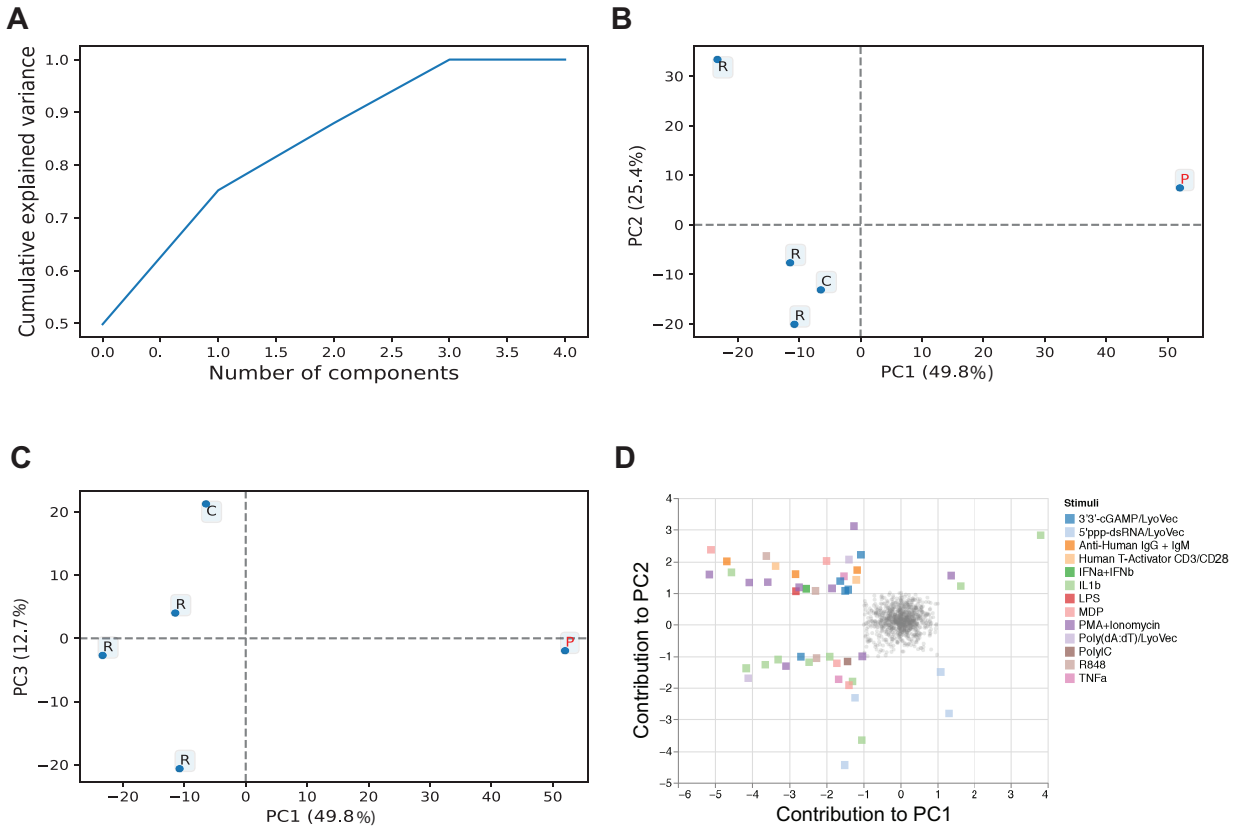 A
Cumulative explained variance
1.0
0.9
0.8
0.7
0.6
0.5
0.0
0.
1.0
1.5
2.0
2.5
3.0
3.5
4.0
Number of components
B
PC2 (25.4%)
30
20
10
0
−10
−20
R
P
R
C
R
−20
−10
0
10
20
30
40
50
PC1 (49.8%)
C
PC3 (12.7%)
20
10
0
−10
−20
C
R
R
P
R
−20
−10
0
10
20
30
40
50
PC1 (49.8%)
D
Contribution to PC2
4
3
2
1
0
−1
−2
−3
−4
−5
−6
−5
−4
−3
−2
−1
0
1
2
3
4
Contribution to PC1
Stimuli
3'3'-cGAMP/LyoVec
5'ppp-dsRNA/LyoVec
Anti-Human IgG + IgM
Human T-Activator CD3/CD28
IFNa+IFNb
IL1b
LPS
MDP
PMA+Ionomycin
Poly(dA:dT)/LyoVec
PolyIC
R848
TNFa